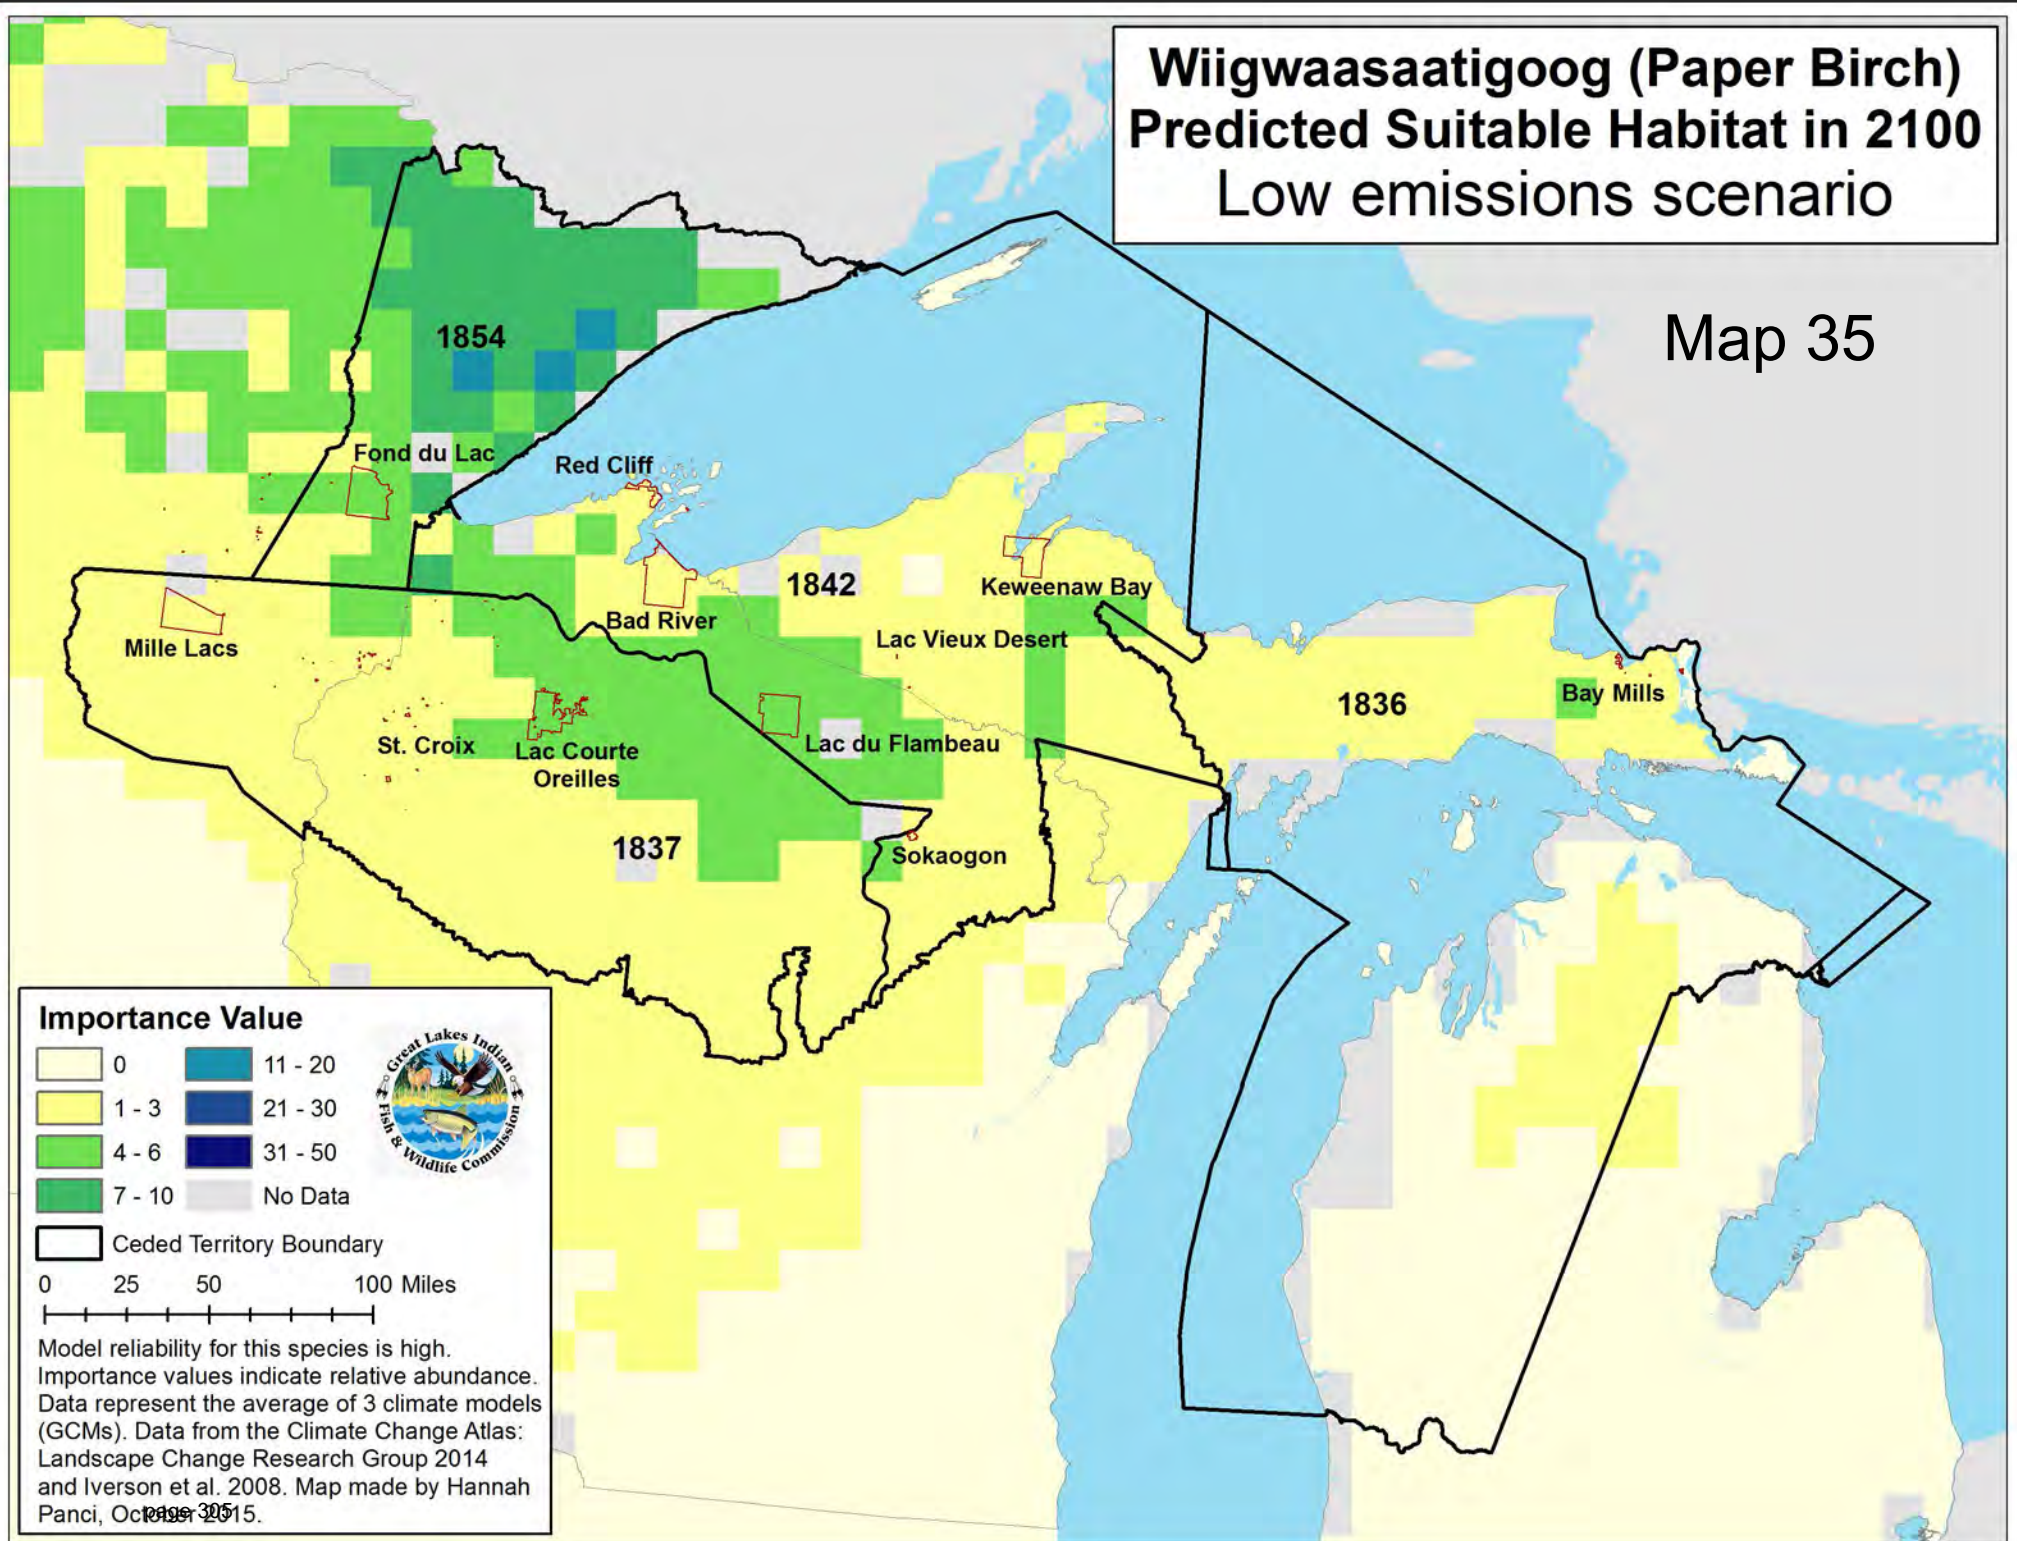 Wiigwaasaatigoog (Paper Birch)
Predicted Suitable Habitat in 2100
Low emissions scenario
Map 35
1854
Fond du Lac
Red Cliff
1842
Keweenaw Bay
Bad River
Mille Lacs
Lac Vieux Desert
1836
Bay Mills
St. Croix
Lac Courte
Oreilles
Lac du Flambeau
1837
Sokaogon
Importance Value
0
1 - 3
4 - 6
7 - 10
11 - 20
21 - 30
31 - 50
No Data
Great Lakes Indian
Fish & Wildlife Commission
Ceded Territory Boundary
0 25 50 100 Miles
Model reliability for this species is high.
Importance values indicate relative abundance.
Data represent the average of 3 climate models
(GCMs). Data from the Climate Change Atlas:
Landscape Change Research Group 2014
and Iverson et al. 2008. Map made by Hannah
Panci, October 2015.
page 305